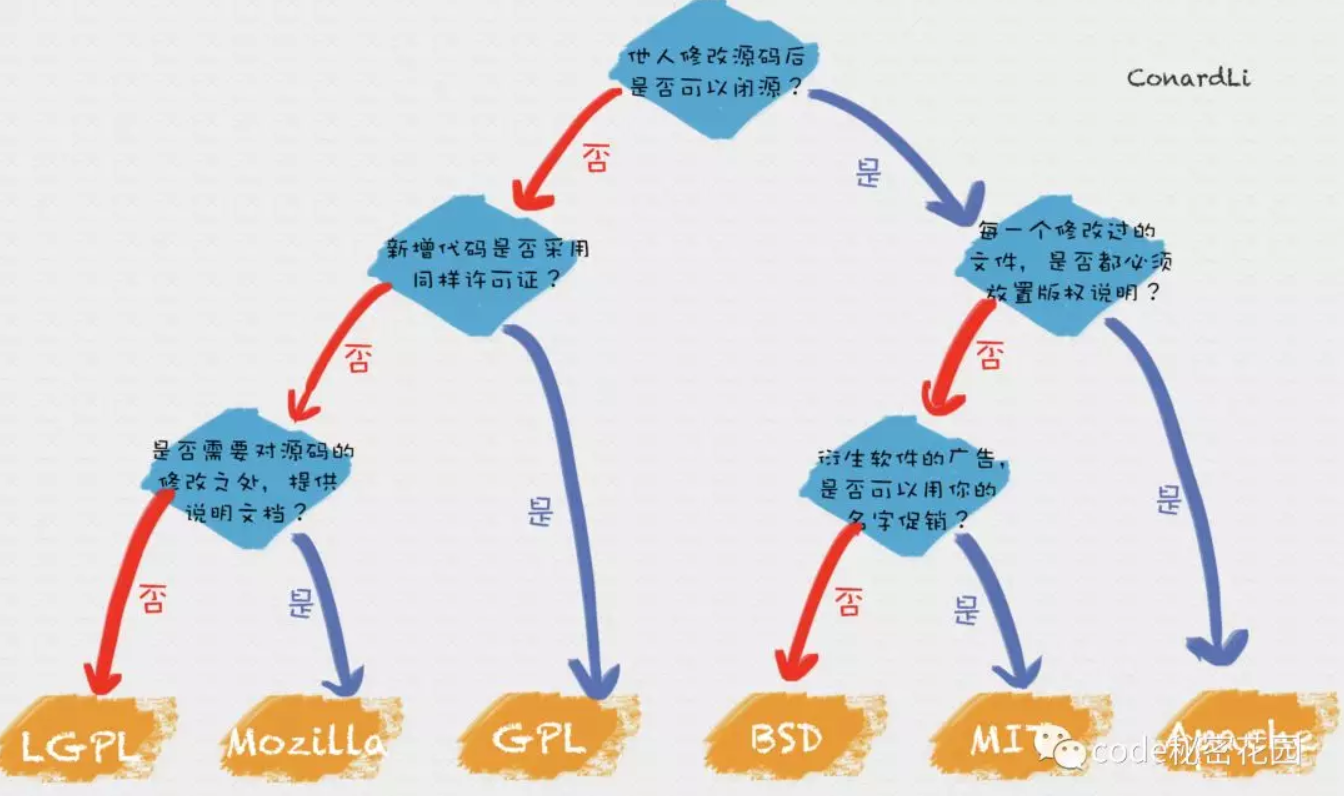 他人修改源码后
是否可以闭源？
ConardLi
否
是
新增代码是否采用
同样许可证？
每一个修改过的
文件，是否都必须
放置版权说明？
否
否
是否需要对源码的
修改之处，提供
说明文档？
衍生软件的广告，
是否可以用你的
名字促销？
是
是
否
是
否
是
LGPL
Mozilla
GPL
BSD
MIT
Apache
code秘密花园